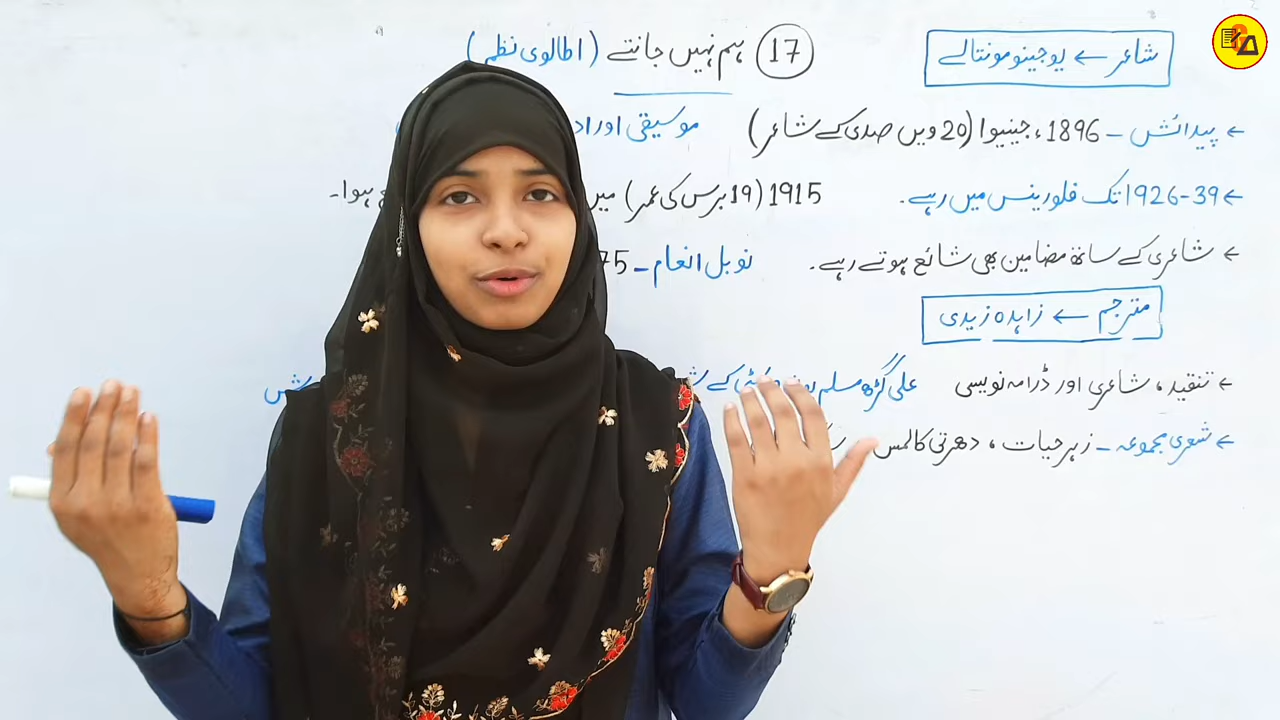 17 ہم نہیں جانتے (اطالوی نظم)
شاعر ← یوجینو مونتالے
← پیدائش - 1896، جینیوا (20 ویں صدی کے شاعر) موسیقی اور
← 1926-39 تک فلورینس میں رہے۔ 1915 (19 برس کی عمر) میں ہوا۔
← شاعری کے ساتھ مضامین بھی شائع ہوتے رہے۔ نوبل انعام - 75
مترجم ← زاہدہ زیدی
← تنقید، شاعری اور ڈرامہ نویسی علی گڑھ مسلم کے
← شعری مجموعہ - زہر حیات، دھرتی کا لمس